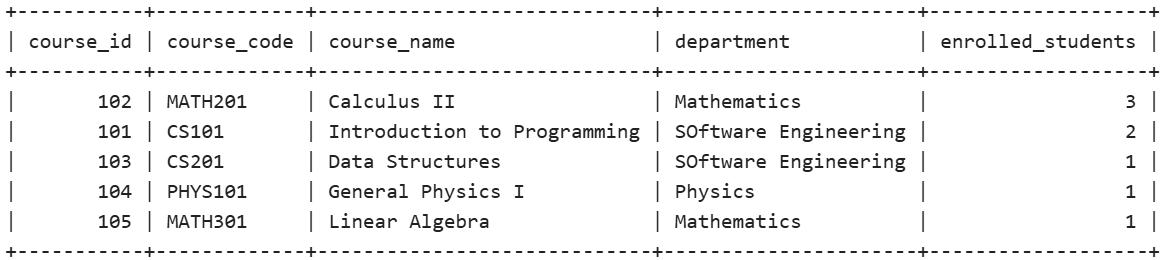 +-----------+-------------+-----------------------------+----------------------+-------------------+
| course_id | course_code | course_name                 | department           | enrolled_students |
+-----------+-------------+-----------------------------+----------------------+-------------------+
|       102 | MATH201     | Calculus II                 | Mathematics          |                 3 |
|       101 | CS101       | Introduction to Programming | SOftware Engineering |                 2 |
|       103 | CS201       | Data Structures             | SOftware Engineering |                 1 |
|       104 | PHYS101     | General Physics I           | Physics              |                 1 |
|       105 | MATH301     | Linear Algebra              | Mathematics          |                 1 |
+-----------+-------------+-----------------------------+----------------------+-------------------+